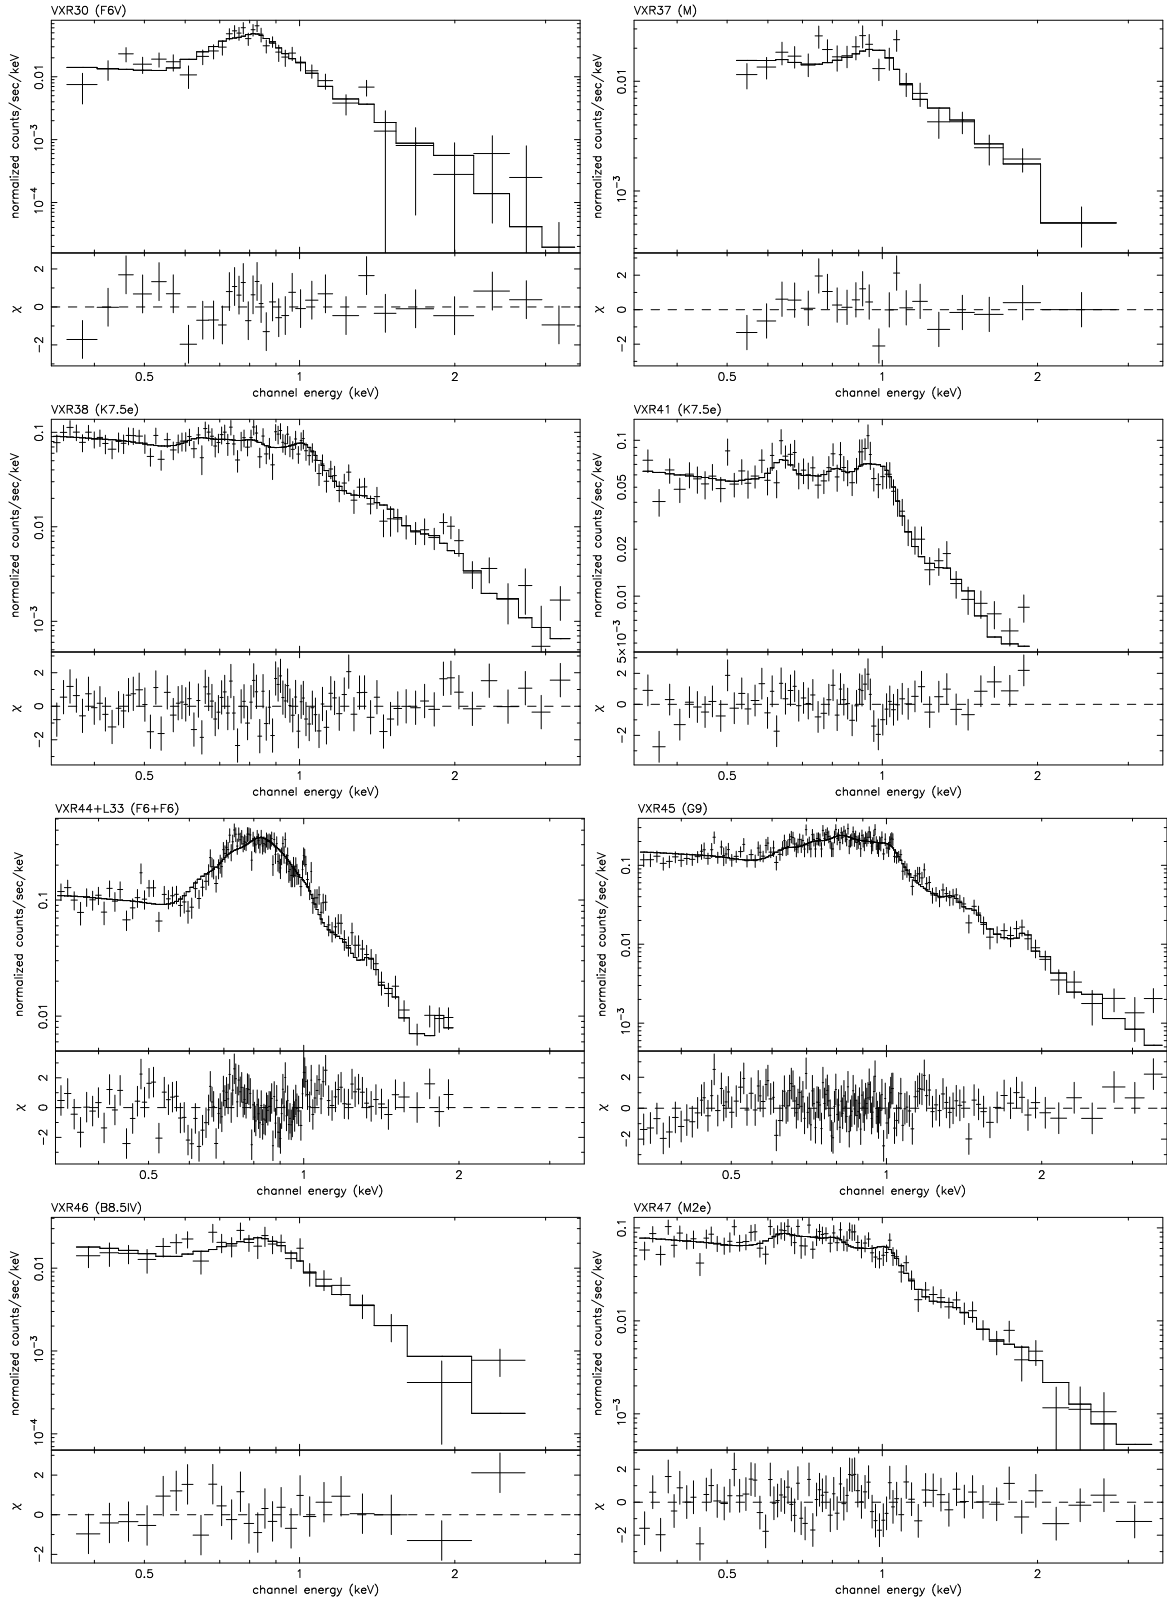 VXR30 (F6V)
normalized counts/sec/keV
0.01
10⁻³
10⁻⁴
χ
2
0
−2
0.5
1
2
channel energy (keV)
VXR37 (M)
normalized counts/sec/keV
0.01
10⁻³
χ
2
0
−2
0.5
1
2
channel energy (keV)
VXR38 (K7.5e)
normalized counts/sec/keV
0.1
0.01
10⁻³
χ
2
0
−2
0.5
1
2
channel energy (keV)
VXR41 (K7.5e)
normalized counts/sec/keV
0.1
0.05
0.02
0.01
5×10⁻³
χ
2
0
−2
0.5
1
2
channel energy (keV)
VXR44+L33 (F6+F6)
normalized counts/sec/keV
0.1
0.01
χ
2
0
−2
0.5
1
2
channel energy (keV)
VXR45 (G9)
normalized counts/sec/keV
0.1
0.01
10⁻³
χ
2
0
−2
0.5
1
2
channel energy (keV)
VXR46 (B8.5IV)
normalized counts/sec/keV
0.01
10⁻³
10⁻⁴
χ
2
0
−2
0.5
1
2
channel energy (keV)
VXR47 (M2e)
normalized counts/sec/keV
0.1
0.01
10⁻³
χ
2
0
−2
0.5
1
2
channel energy (keV)